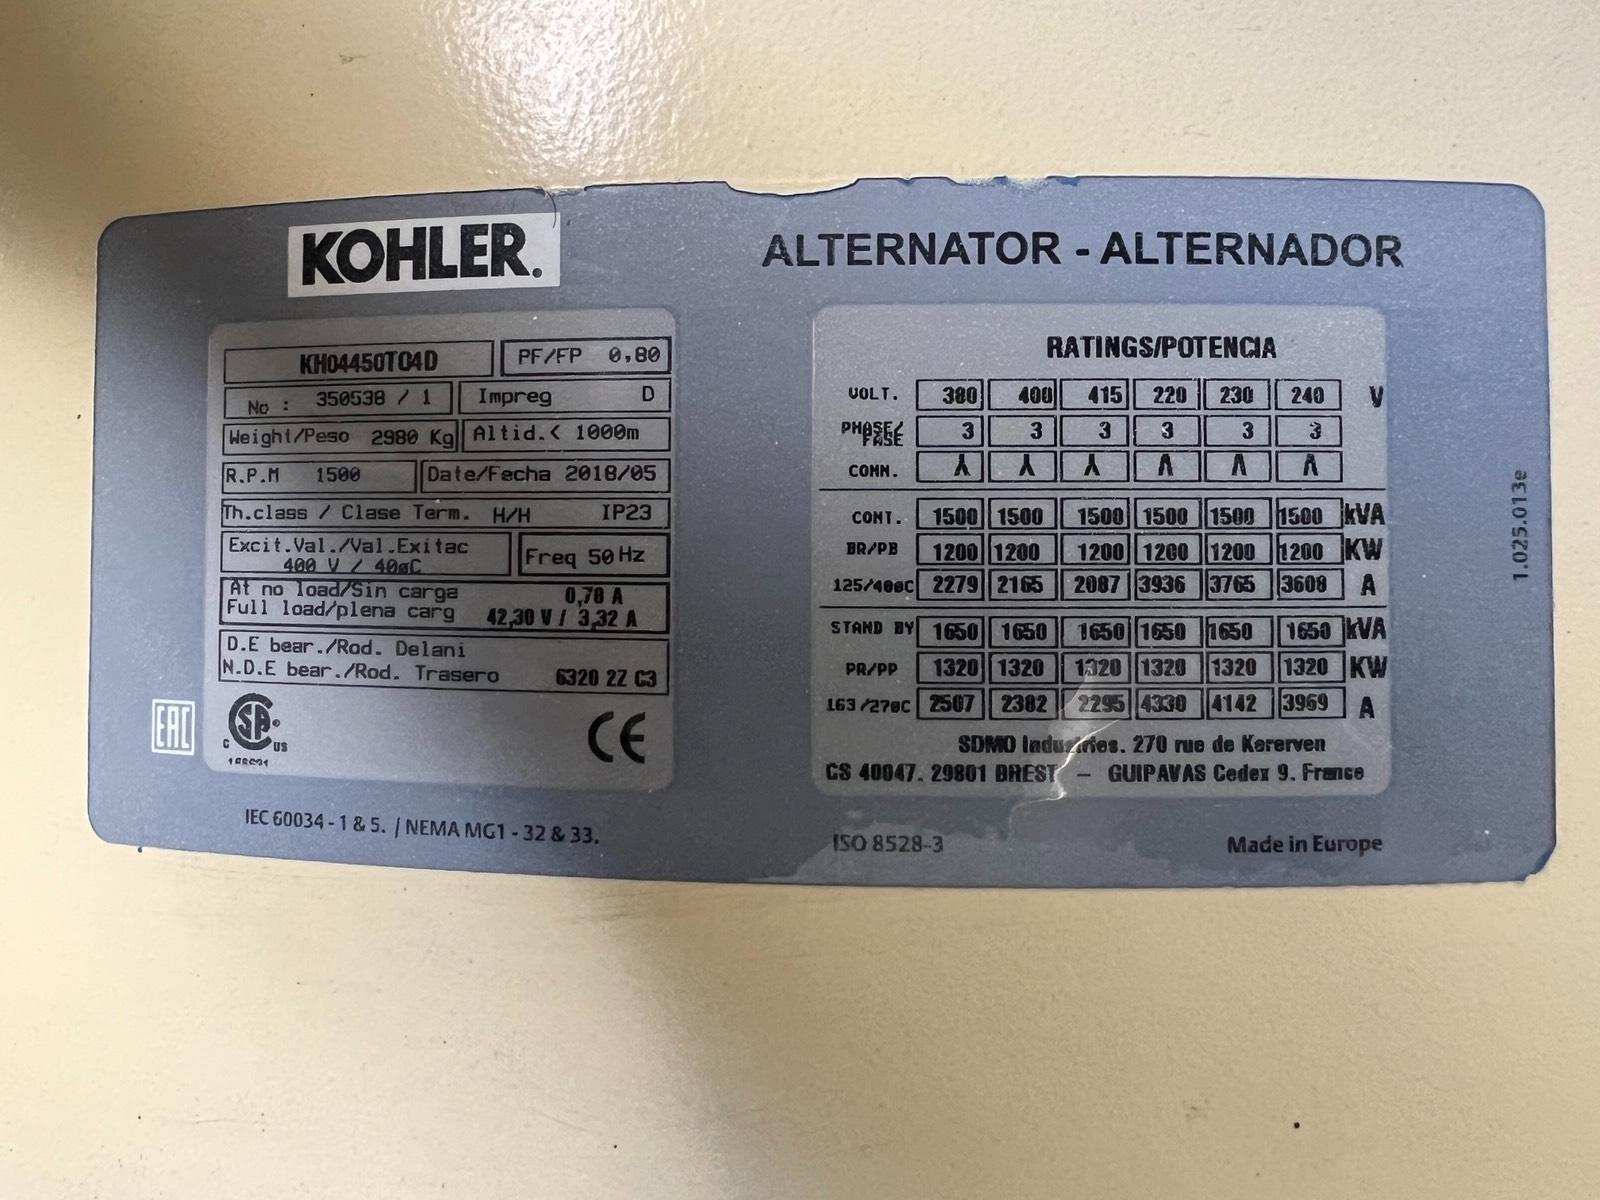 KOHLER.
ALTERNATOR - ALTERNADOR
KH04450TO4D
PF/FP 0,80
No : 350538 / 1
Impreg D
Weight/Peso 2980 Kg
Altid.< 1000m
R.P.M 1500
Date/Fecha 2018/05
Th.class / Clase Term. H/H IP23
Excit.Val./Val.Exitac
400 V / 40øC
Freq 50 Hz
At no load/Sin carga 0,78 A
Full load/plena carg 42,30 V / 3,32 A
D.E bear./Rod. Delani
N.D.E bear./Rod. Trasero 6320 2Z C3
EAC
SA
C US
CE
IEC 60034 - 1 & 5. / NEMA MG1 - 32 & 33.
RATINGS/POTENCIA
VOLT. 380 400 415 220 230 240 V
PHASE/
FASE 3 3 3 3 3 3
CONN.
CONT. 1500 1500 1500 1500 1500 1500 kVA
BR/PB 1200 1200 1200 1200 1200 1200 KW
125/40øC 2279 2165 2087 3936 3765 3608 A
STAND BY 1650 1650 1650 1650 1650 1650 kVA
PR/PP 1320 1320 1320 1320 1320 1320 KW
163/27øC 2507 2382 2295 4330 4142 3969 A
SDMO Industries. 270 rue de Kererven
CS 40047. 29801 BREST – GUIPAVAS Cedex 9. France
ISO 8528-3
Made in Europe
1.025.013e